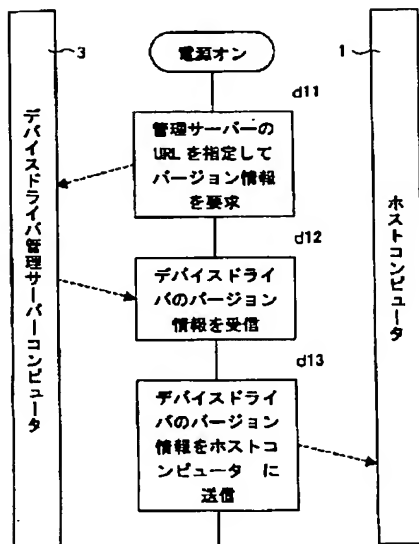 3
電源オン
1
d11
管理サーバーの
URLを指定して
バージョン情報
を要求
d12
デバイスドライ
バのバージョン
情報を受信
d13
デバイスドライ
バのバージョン
情報をホストコ
ンピュータ に
送信
デバイスドライバ管理サーバーコンピュータ
ホストコンピュータ